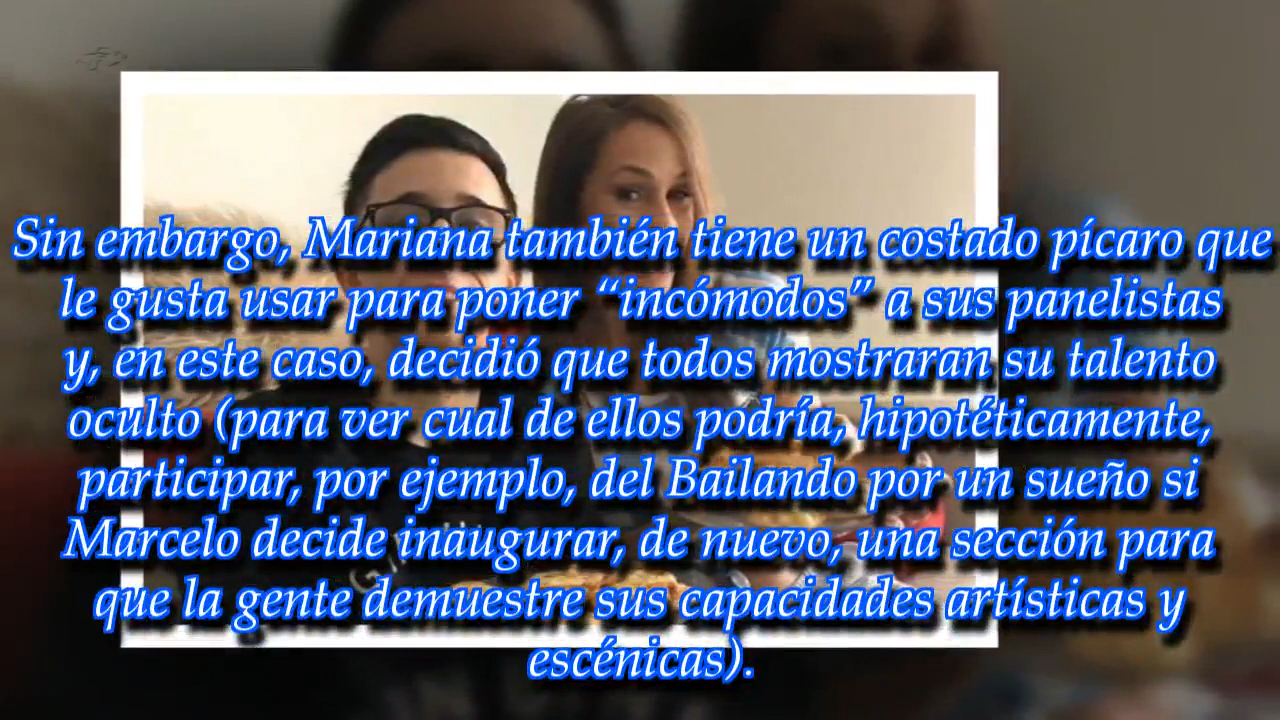 Sin embargo, Mariana también tiene un costado pícaro que
le gusta usar para poner “incómodos” a sus panelistas
y, en este caso, decidió que todos mostraran su talento
oculto (para ver cual de ellos podría, hipotéticamente,
participar, por ejemplo, del Bailando por un sueño si
Marcelo decide inaugurar, de nuevo, una sección para
que la gente demuestre sus capacidades artísticas y
escénicas).